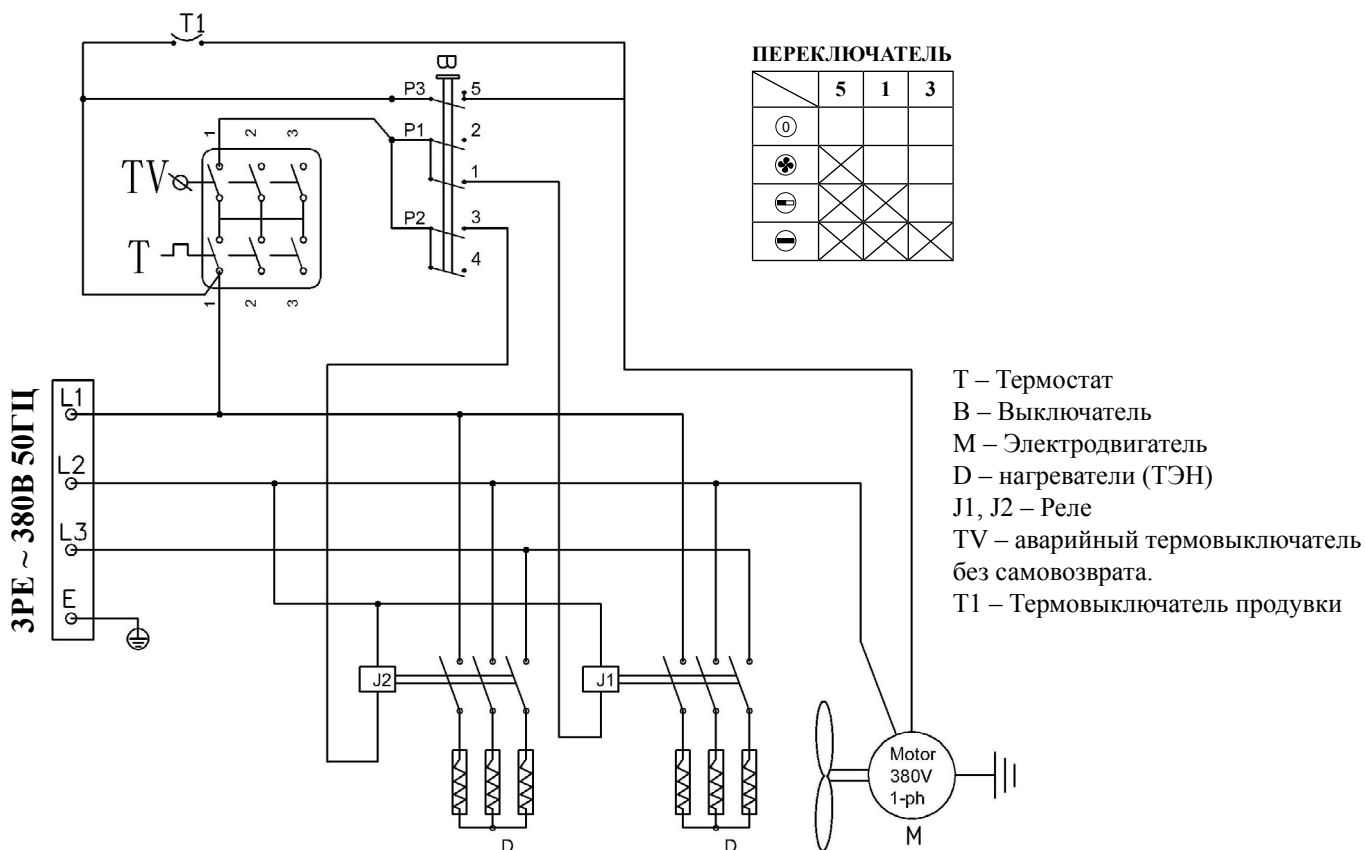 T1
B
P3 5
P1 2
1
P2 3
4
1 2 3
TV
T
1 2 3
ПЕРЕКЛЮЧАТЕЛЬ
5 1 3
0
3PE ~ 380В 50ГЦ
L1
L2
L3
E
J2
J1
D
D
Motor
380V
1-ph
M
T – Термостат
B – Выключатель
M – Электродвигатель
D – нагреватели (ТЭН)
J1, J2 – Реле
TV – аварийный термовыключатель
без самовозврата.
T1 – Термовыключатель продувки